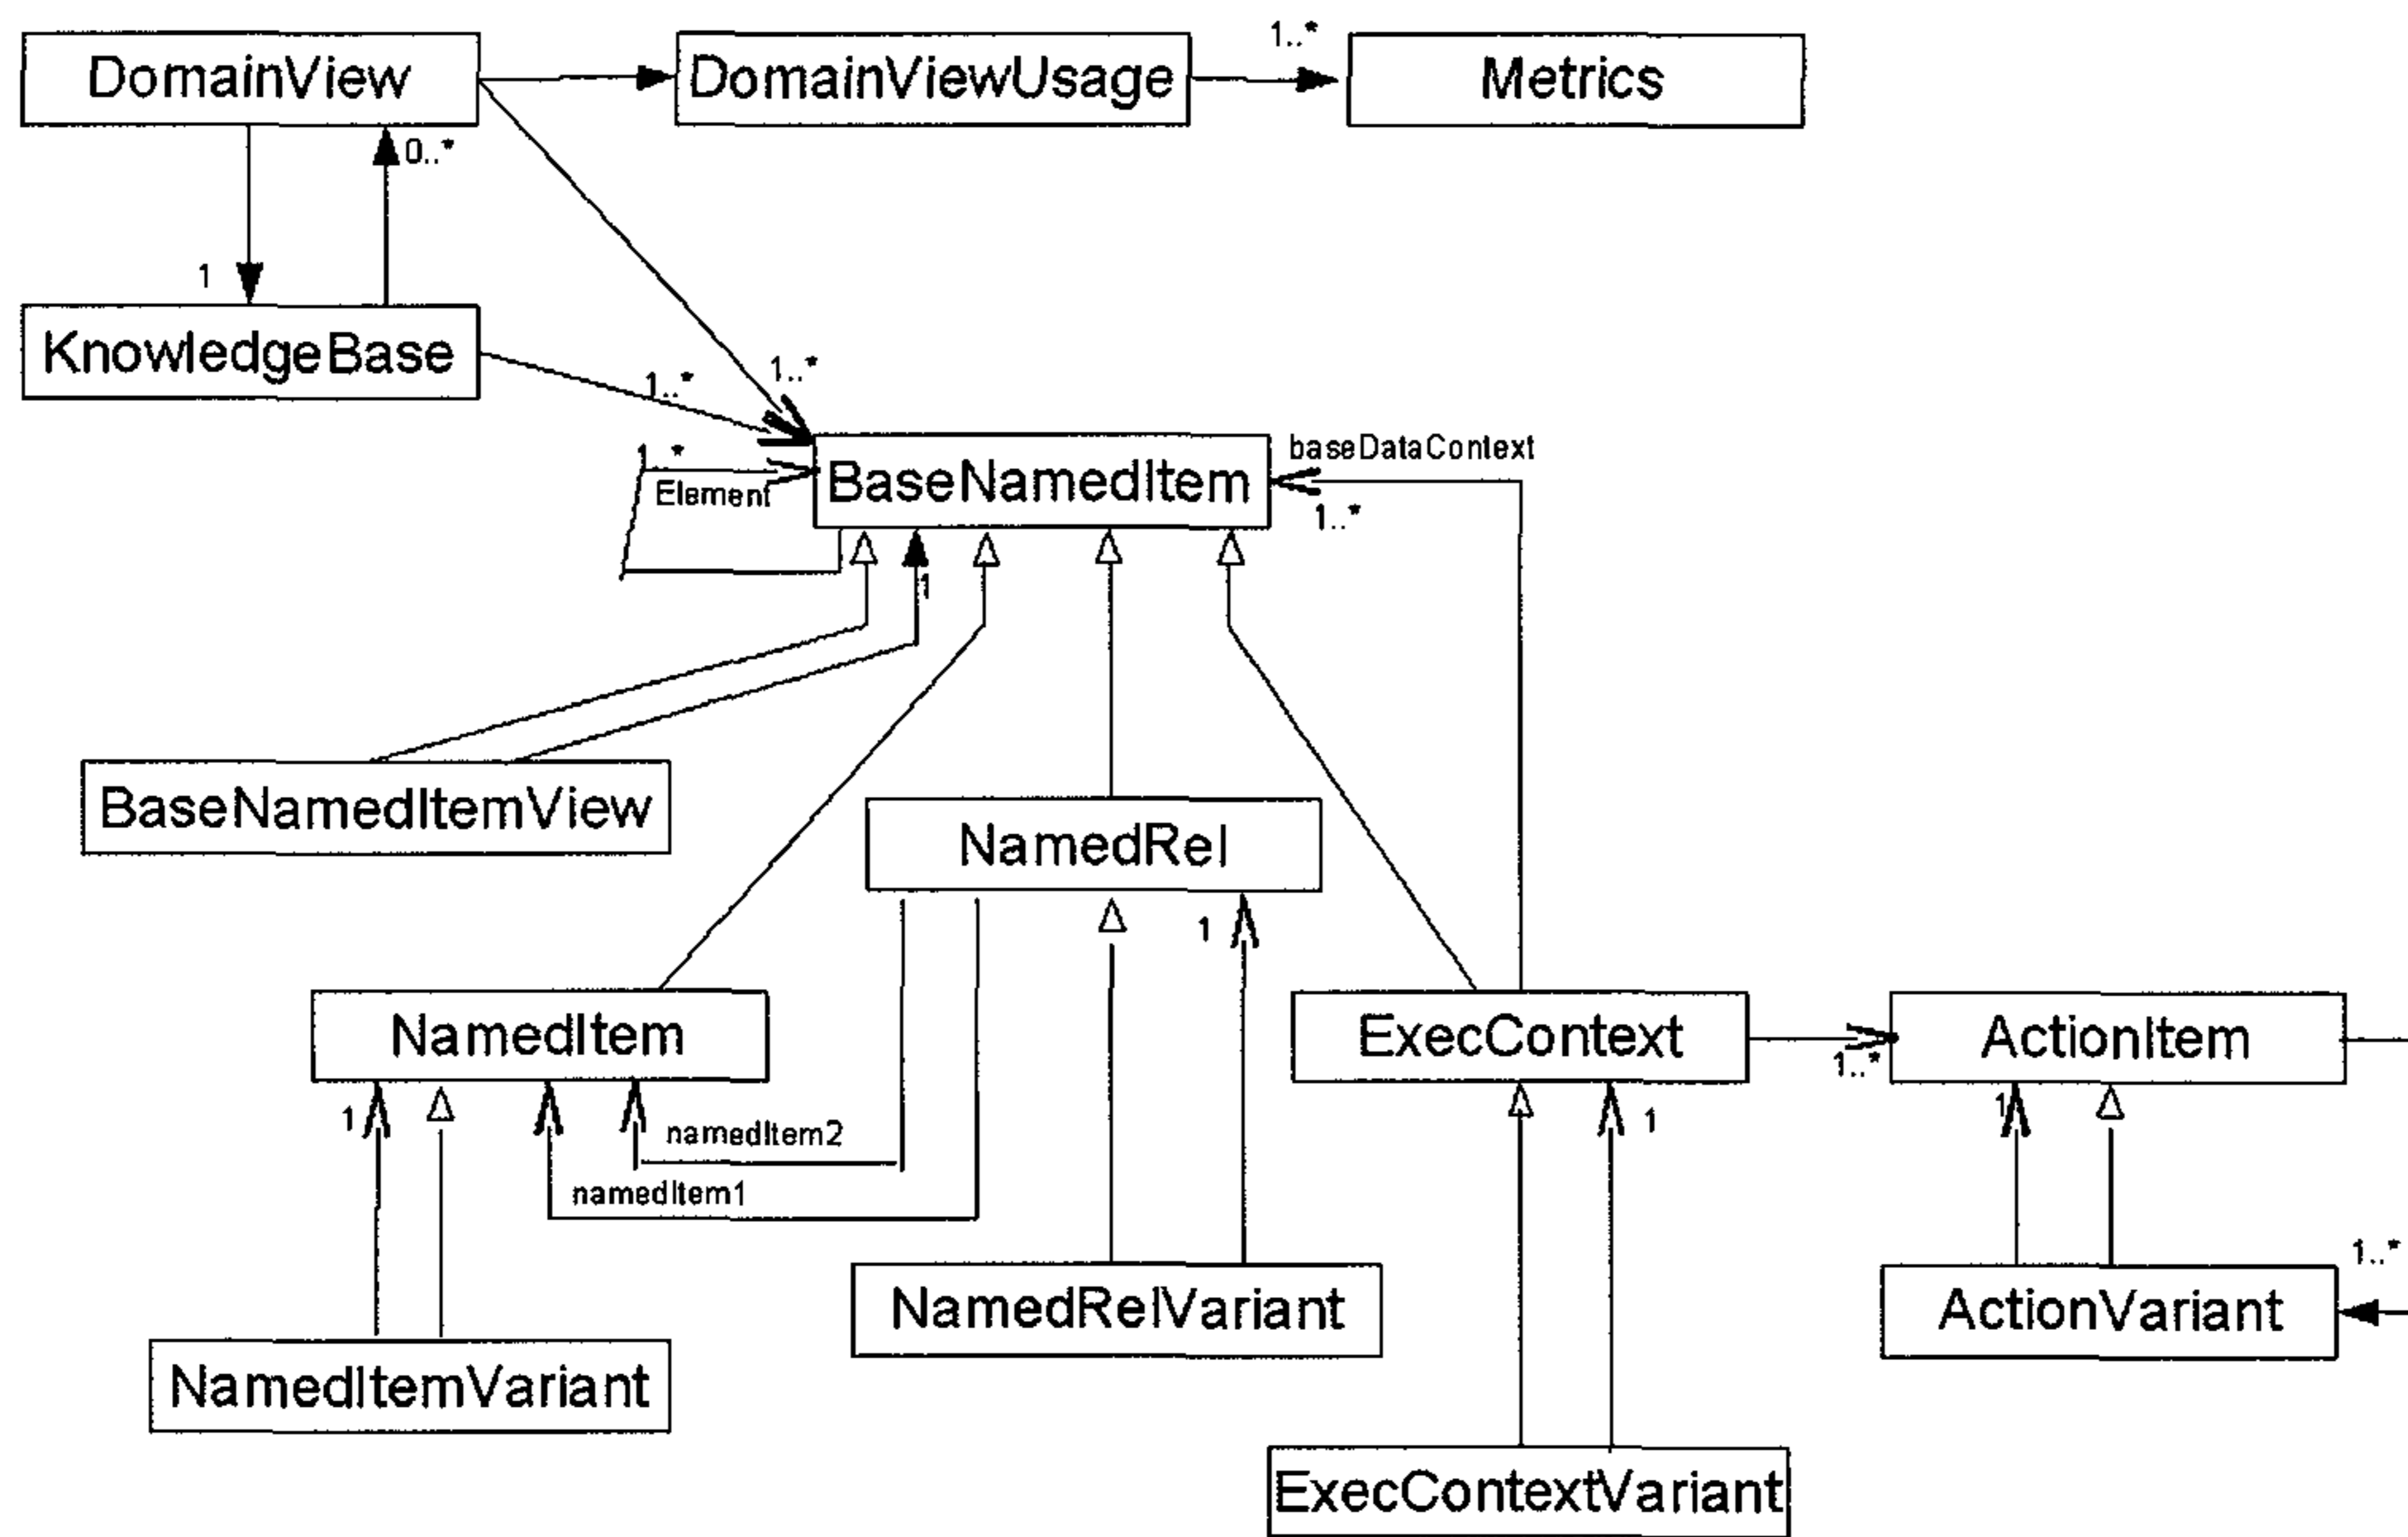 DomainView
DomainViewUsage
1..*
Metrics
0..*
1
KnowledgeBase
1..*
1..*
1..*
Element
BaseNamedItem
baseDataContext
1..*
1
BaseNamedItemView
NamedRel
1
NamedItem
ExecContext
1..*
ActionItem
1
namedItem2
namedItem1
1
1
1..*
NamedRelVariant
ActionVariant
NamedItemVariant
ExecContextVariant